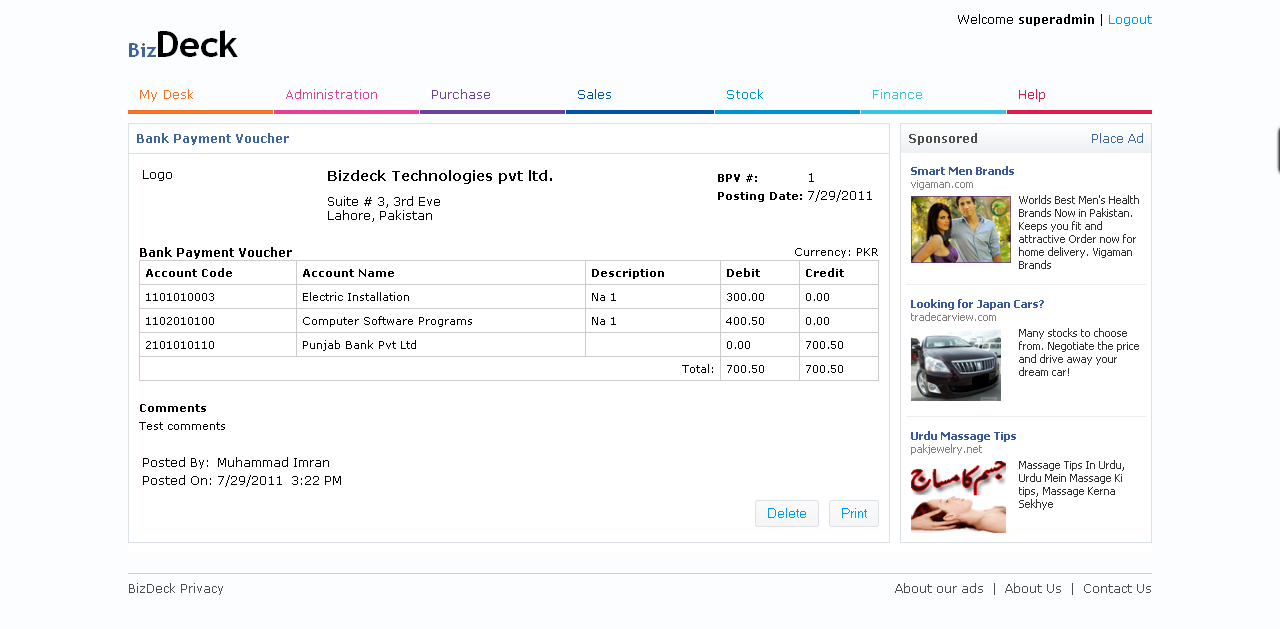 Welcome superadmin | Logout
BizDeck
My Desk Administration Purchase Sales Stock Finance Help
Bank Payment Voucher
Logo
Bizdeck Technologies pvt ltd.
Suite # 3, 3rd Eve
Lahore, Pakistan
BPV #: 1
Posting Date: 7/29/2011
Bank Payment Voucher Currency: PKR
Account Code Account Name Description Debit Credit
1101010003 Electric Installation Na 1 300.00 0.00
1102010100 Computer Software Programs Na 1 400.50 0.00
2101010110 Punjab Bank Pvt Ltd 0.00 700.50
Total: 700.50 700.50
Comments
Test comments
Posted By: Muhammad Imran
Posted On: 7/29/2011 3:22 PM
Delete Print
Sponsored Place Ad
Smart Men Brands
vigaman.com
Worlds Best Men's Health
Brands Now in Pakistan.
Keeps you fit and
attractive Order now for
home delivery. Vigaman
Brands
Looking for Japan Cars?
tradecarview.com
Many stocks to choose
from. Negotiate the price
and drive away your
dream car!
Urdu Massage Tips
pakjewelry.net
جسم کا مساج
Massage Tips In Urdu,
Urdu Mein Massage Ki
tips, Massage Kerna
Sekhye
BizDeck Privacy About our ads | About Us | Contact Us